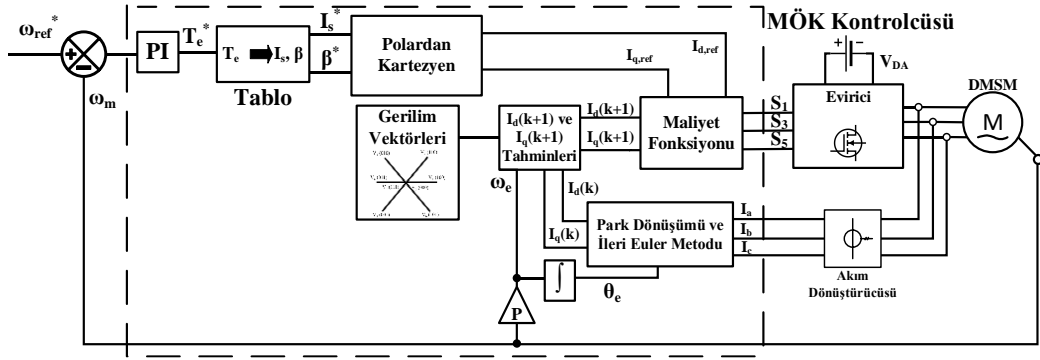 ω_ref*
ω_m
PI
T_e*
T_e ➡ I_s, β
Tablo
I_s*
β*
Polardan
Kartezyen
I_d,ref
I_q,ref
MÖK Kontrolcüsü
V_DA
Evirici
DMSM
M
Gerilim
Vektörleri
I_d(k+1) ve
I_q(k+1)
Tahminleri
I_d(k+1)
I_q(k+1)
Maliyet
Fonksiyonu
S_1
S_3
S_5
ω_e
I_d(k)
I_q(k)
Park Dönüşümü ve
İleri Euler Metodu
I_a
I_b
I_c
Akım
Dönüştürücüsü
∫
θ_e
P